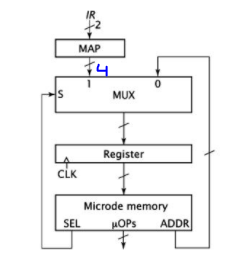 IR
2
MAP
4
1 0
S MUX
Register
CLK
Microde memory
SEL μOPs ADDR